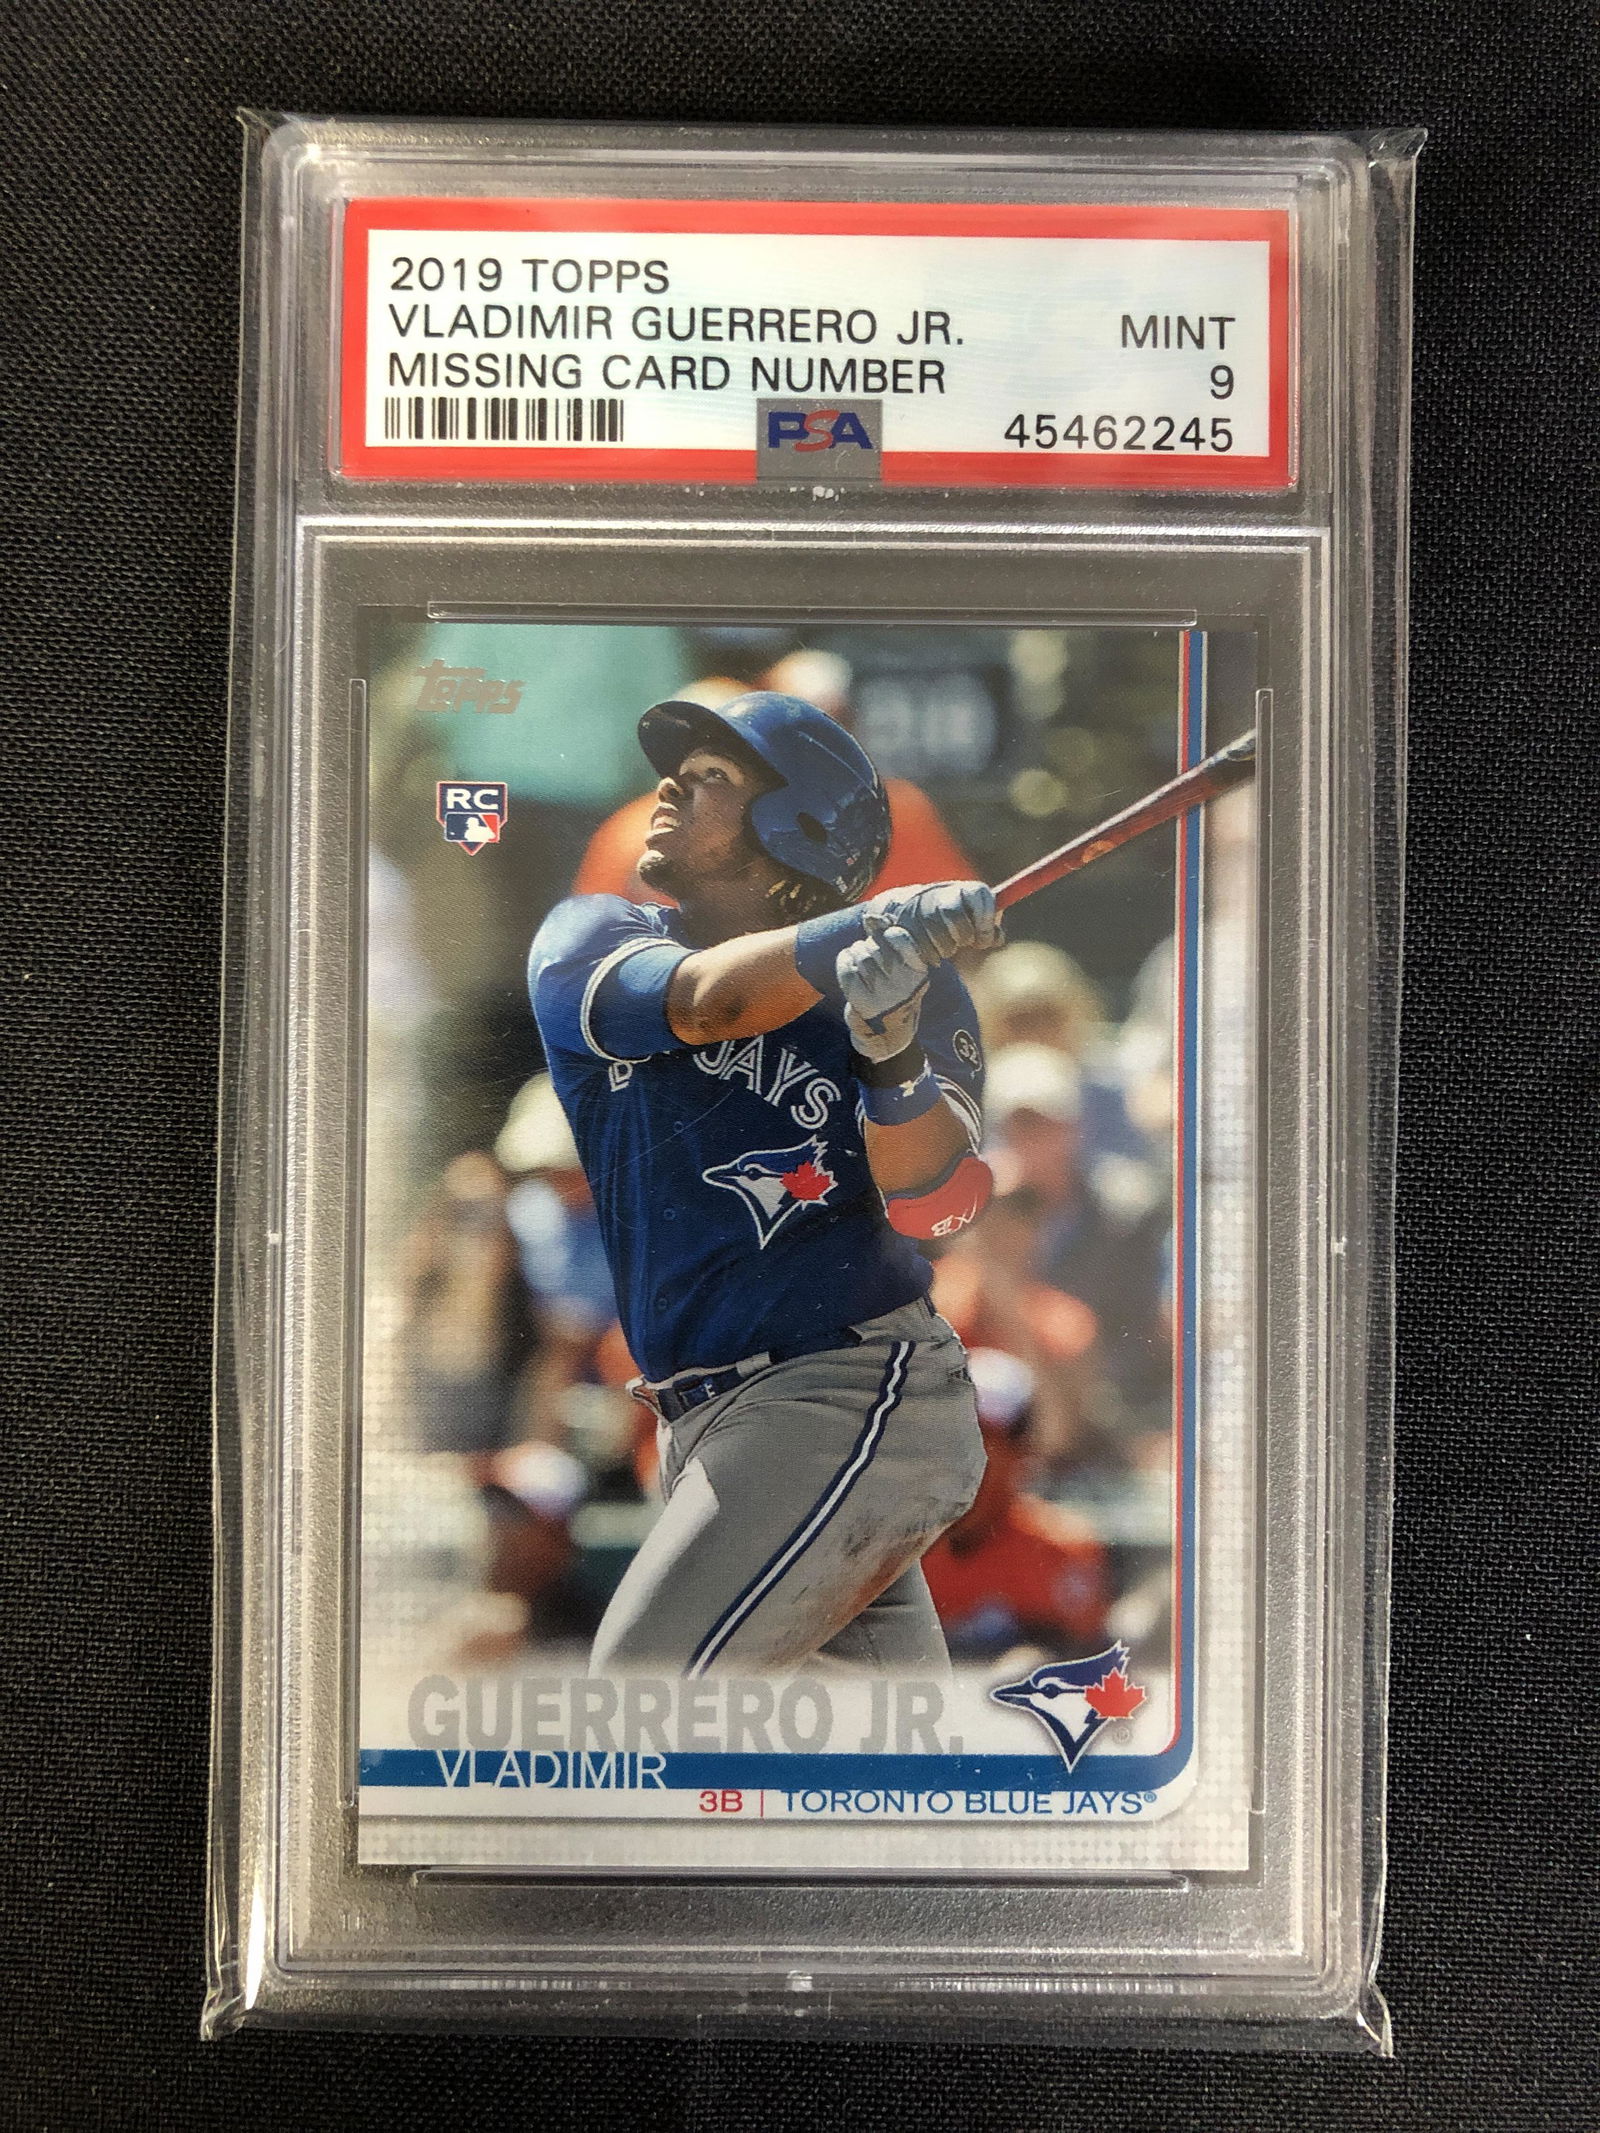 2019 TOPPS
VLADIMIR GUERRERO JR. MINT
MISSING CARD NUMBER 9
PSA 45462245
topps
RC
JAYS
32
E
GUERRERO JR.
VLADIMIR
3B | TORONTO BLUE JAYS®